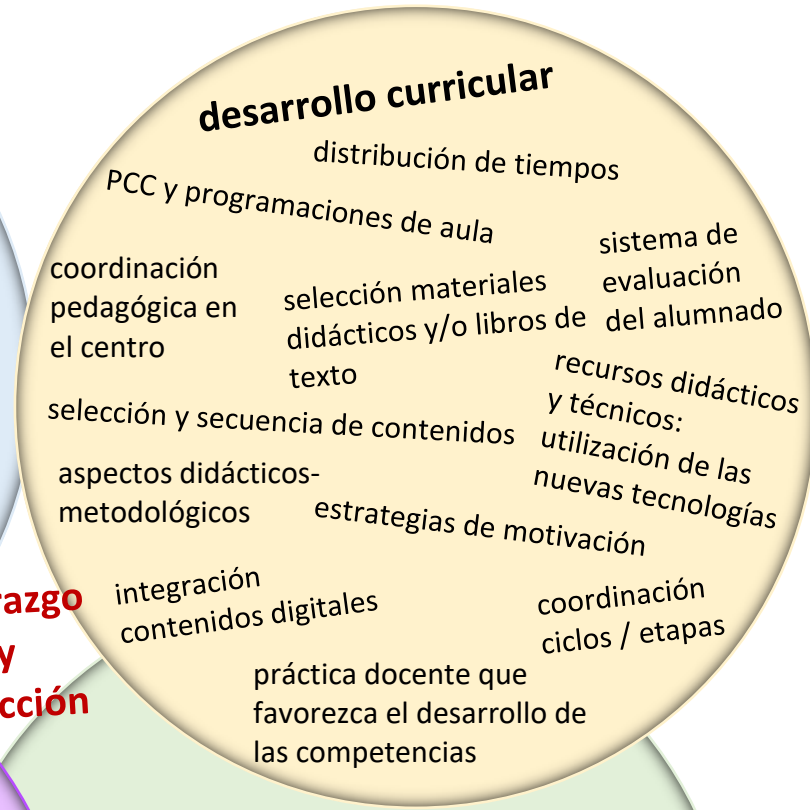 desarrollo curricular
distribución de tiempos
PCC y programaciones de aula
sistema de
evaluación
del alumnado
coordinación
pedagógica en
el centro
selección materiales
didácticos y/o libros de
texto
recursos didácticos
y técnicos:
utilización de las
nuevas tecnologías
selección y secuencia de contenidos
aspectos didácticos-
metodológicos
estrategias de motivación
integración
contenidos digitales
coordinación
ciclos / etapas
práctica docente que
favorezca el desarrollo de
las competencias
y